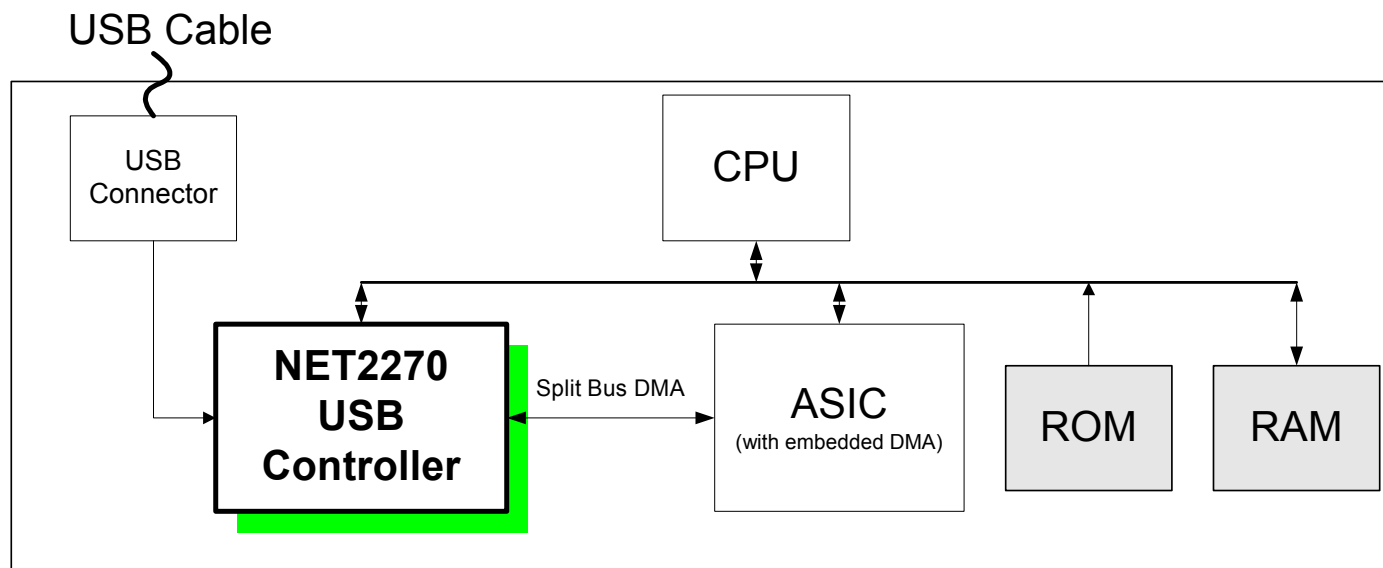 USB Cable
USB
Connector
CPU
NET2270
USB
Controller
Split Bus DMA
ASIC
(with embedded DMA)
ROM
RAM